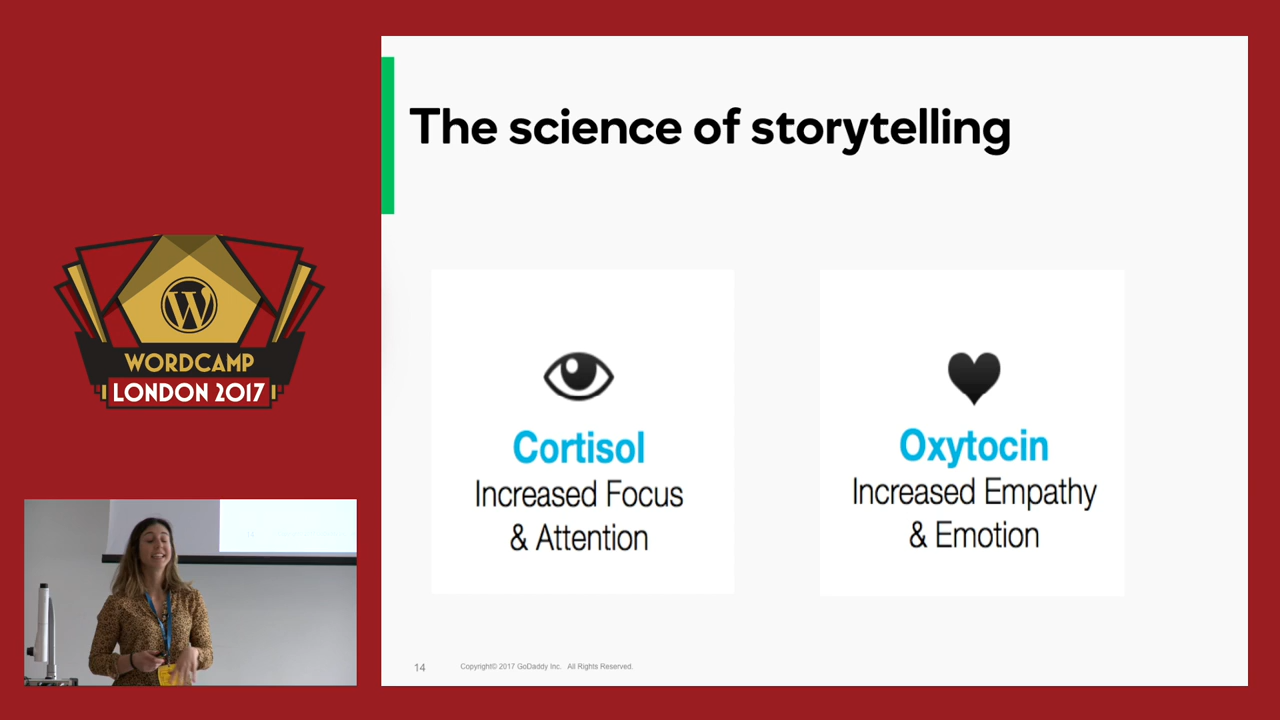 The science of storytelling
WORDCAMP
LONDON 2017
Cortisol
Increased Focus
& Attention
Oxytocin
Increased Empathy
& Emotion
14
Copyright© 2017 GoDaddy Inc. All Rights Reserved.